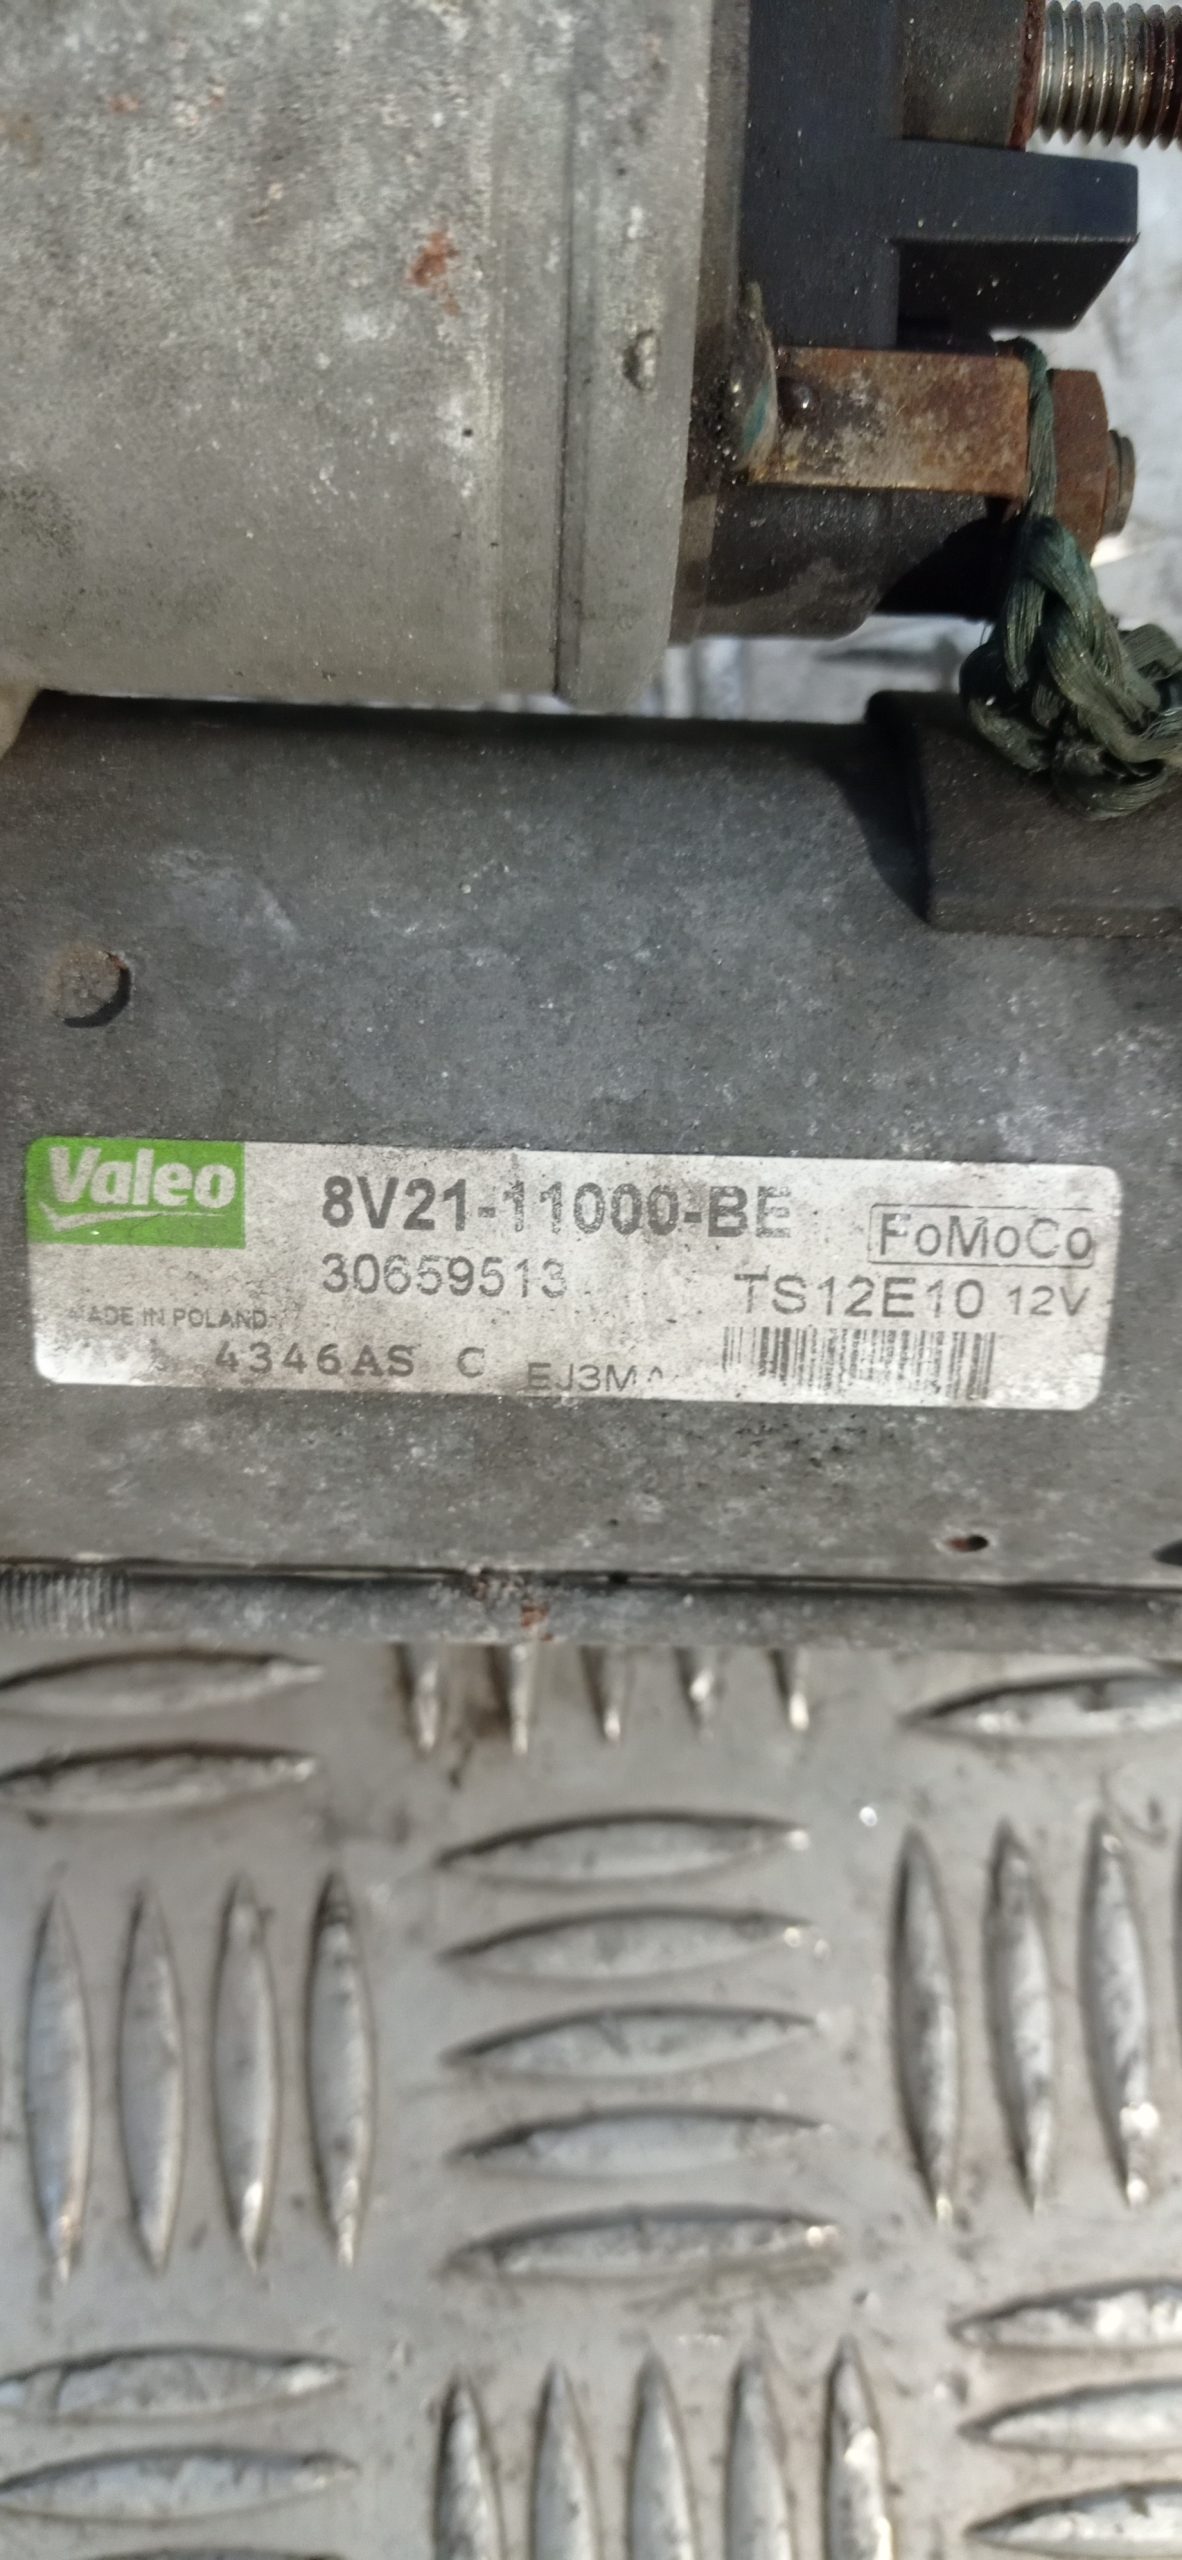 Valeo
8V21-11000-BE
FoMoCo
30659513
TS12E10 12V
MADE IN POLAND
4346AS C